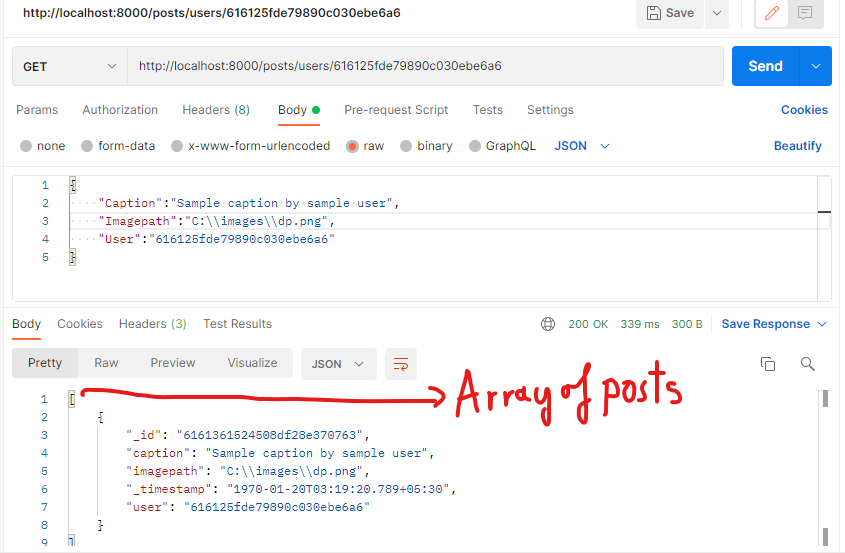 http://localhost:8000/posts/users/616125fde79890c030ebe6a6
Save
GET http://localhost:8000/posts/users/616125fde79890c030ebe6a6 Send
Params Authorization Headers (8) Body Pre-request Script Tests Settings Cookies
none form-data x-www-form-urlencoded raw binary GraphQL JSON Beautify
1 {
2 "Caption":"Sample caption by sample user",
3 "Imagepath":"C:\\images\\dp.png",
4 "User":"616125fde79890c030ebe6a6"
5 }
Body Cookies Headers (3) Test Results 200 OK 339 ms 300 B Save Response
Pretty Raw Preview Visualize JSON
Array of posts
1 [
2 {
3 "_id": "6161361524508df28e370763",
4 "caption": "Sample caption by sample user",
5 "imagepath": "C:\\images\\dp.png",
6 "_timestamp": "1970-01-20T03:19:20.789+05:30",
7 "user": "616125fde79890c030ebe6a6"
8 }
9 ]